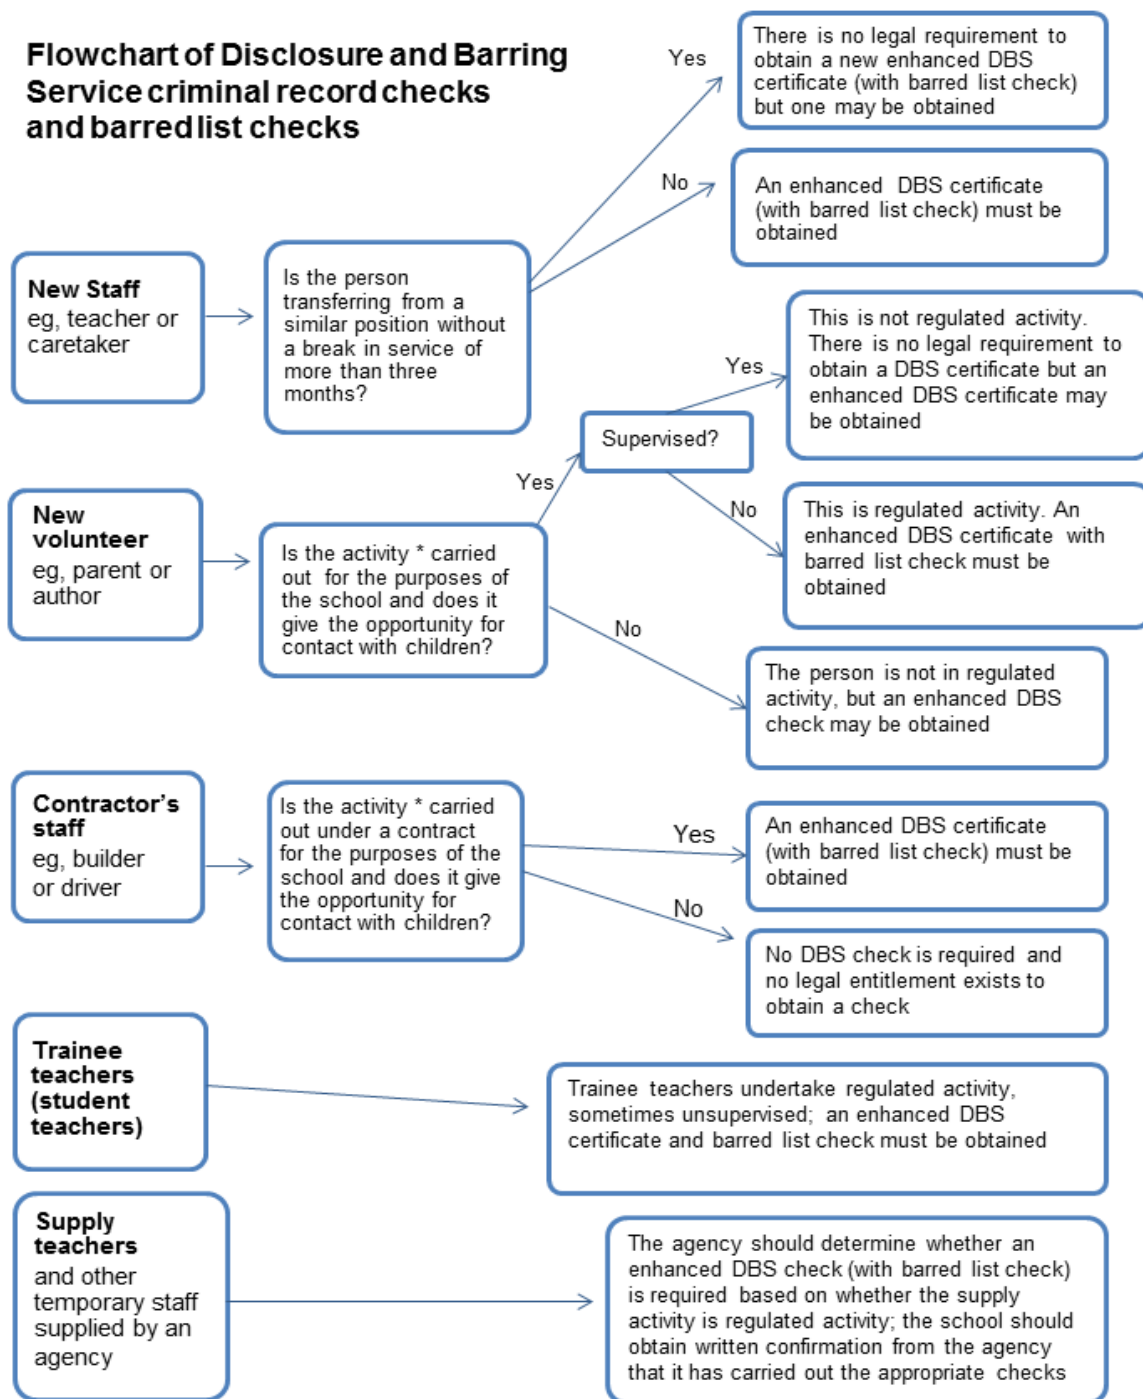 Flowchart of Disclosure and Barring
Service criminal record checks
and barred list checks
Yes
There is no legal requirement to
obtain a new enhanced DBS
certificate (with barred list check)
but one may be obtained
No
An enhanced DBS certificate
(with barred list check) must be
obtained
New Staff
eg, teacher or
caretaker
Is the person
transferring from a
similar position without
a break in service of
more than three
months?
This is not regulated activity.
There is no legal requirement to
obtain a DBS certificate but an
enhanced DBS certificate may
be obtained
Yes
Supervised?
Yes
No
This is regulated activity. An
enhanced DBS certificate with
barred list check must be
obtained
New
volunteer
eg, parent or
author
Is the activity * carried
out for the purposes of
the school and does it
give the opportunity for
contact with children?
No
The person is not in regulated
activity, but an enhanced DBS
check may be obtained
Contractor's
staff
eg, builder
or driver
Is the activity * carried
out under a contract
for the purposes of the
school and does it give
the opportunity for
contact with children?
Yes
An enhanced DBS certificate
(with barred list check) must be
obtained
No
No DBS check is required and
no legal entitlement exists to
obtain a check
Trainee
teachers
(student
teachers)
Trainee teachers undertake regulated activity,
sometimes unsupervised; an enhanced DBS
certificate and barred list check must be obtained
Supply
teachers
and other
temporary staff
supplied by an
agency
The agency should determine whether an
enhanced DBS check (with barred list check)
is required based on whether the supply
activity is regulated activity; the school should
obtain written confirmation from the agency
that it has carried out the appropriate checks